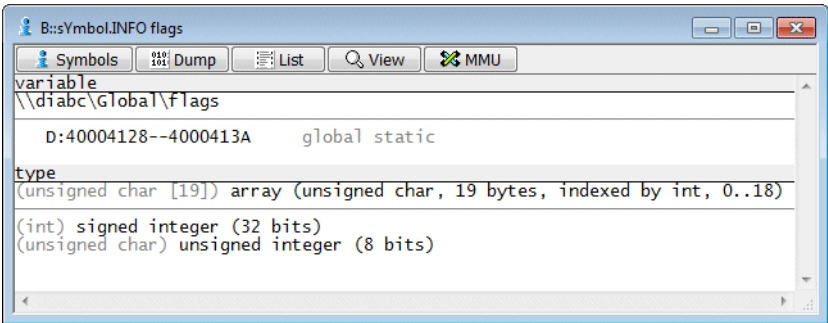 B::sYmbol.INFO flags
Symbols Dump List View MMU
variable
\\diabc\Global\flags
D:40004128--4000413A global static
type
(unsigned char [19]) array (unsigned char, 19 bytes, indexed by int, 0..18)
(int) signed integer (32 bits)
(unsigned char) unsigned integer (8 bits)